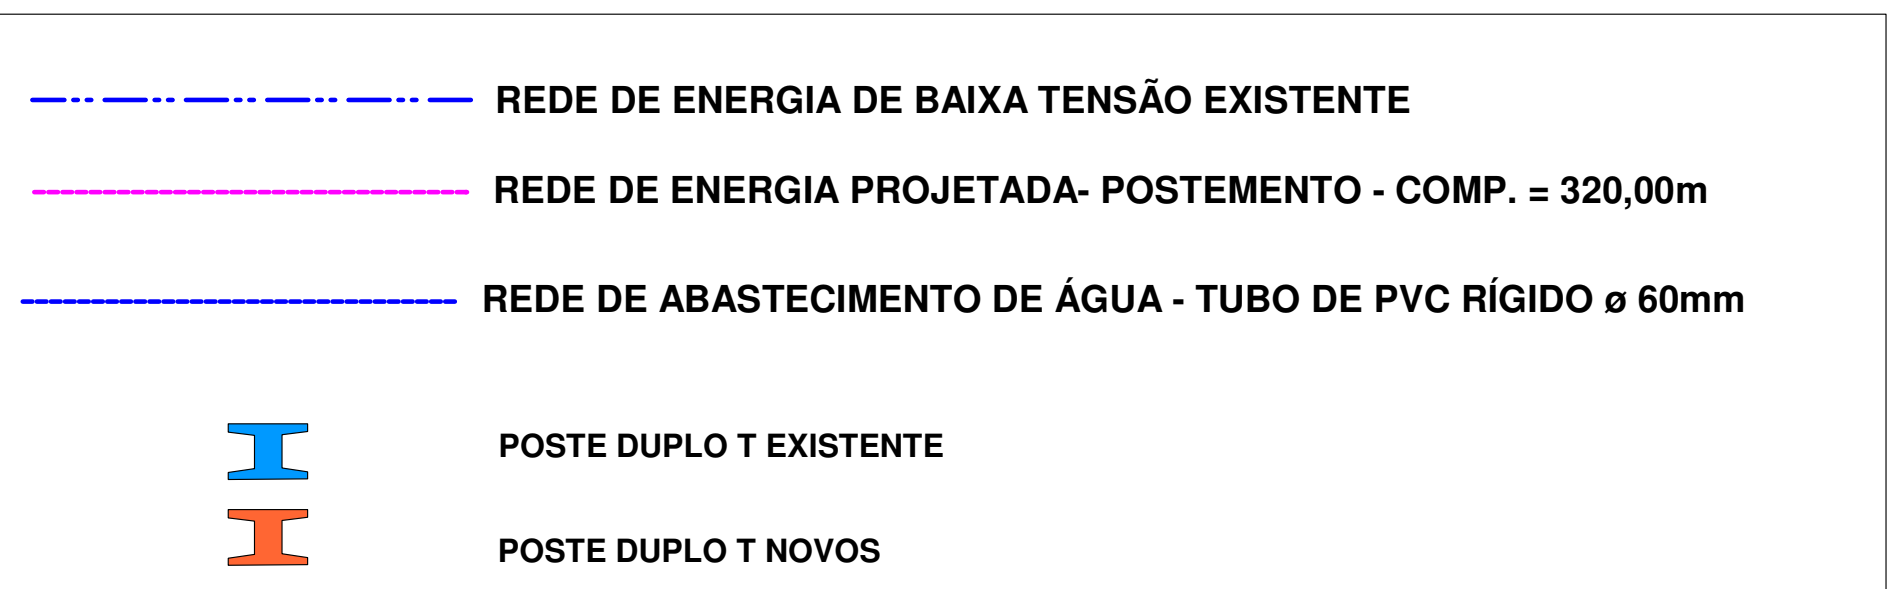 REDE DE ENERGIA DE BAIXA TENSÃO EXISTENTE
REDE DE ENERGIA PROJETADA- POSTEMENTO - COMP. = 320,00m
REDE DE ABASTECIMENTO DE ÁGUA - TUBO DE PVC RÍGIDO ø 60mm
POSTE DUPLO T EXISTENTE
POSTE DUPLO T NOVOS